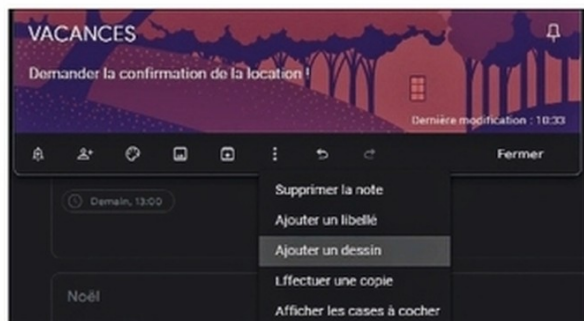 VACANCES
Demander la confirmation de la location !
Dernière modification : 10:33
Fermer
Supprimer la note
Ajouter un libellé
Demain, 13:00
Ajouter un dessin
Effectuer une copie
Noël
Afficher les cases à cocher